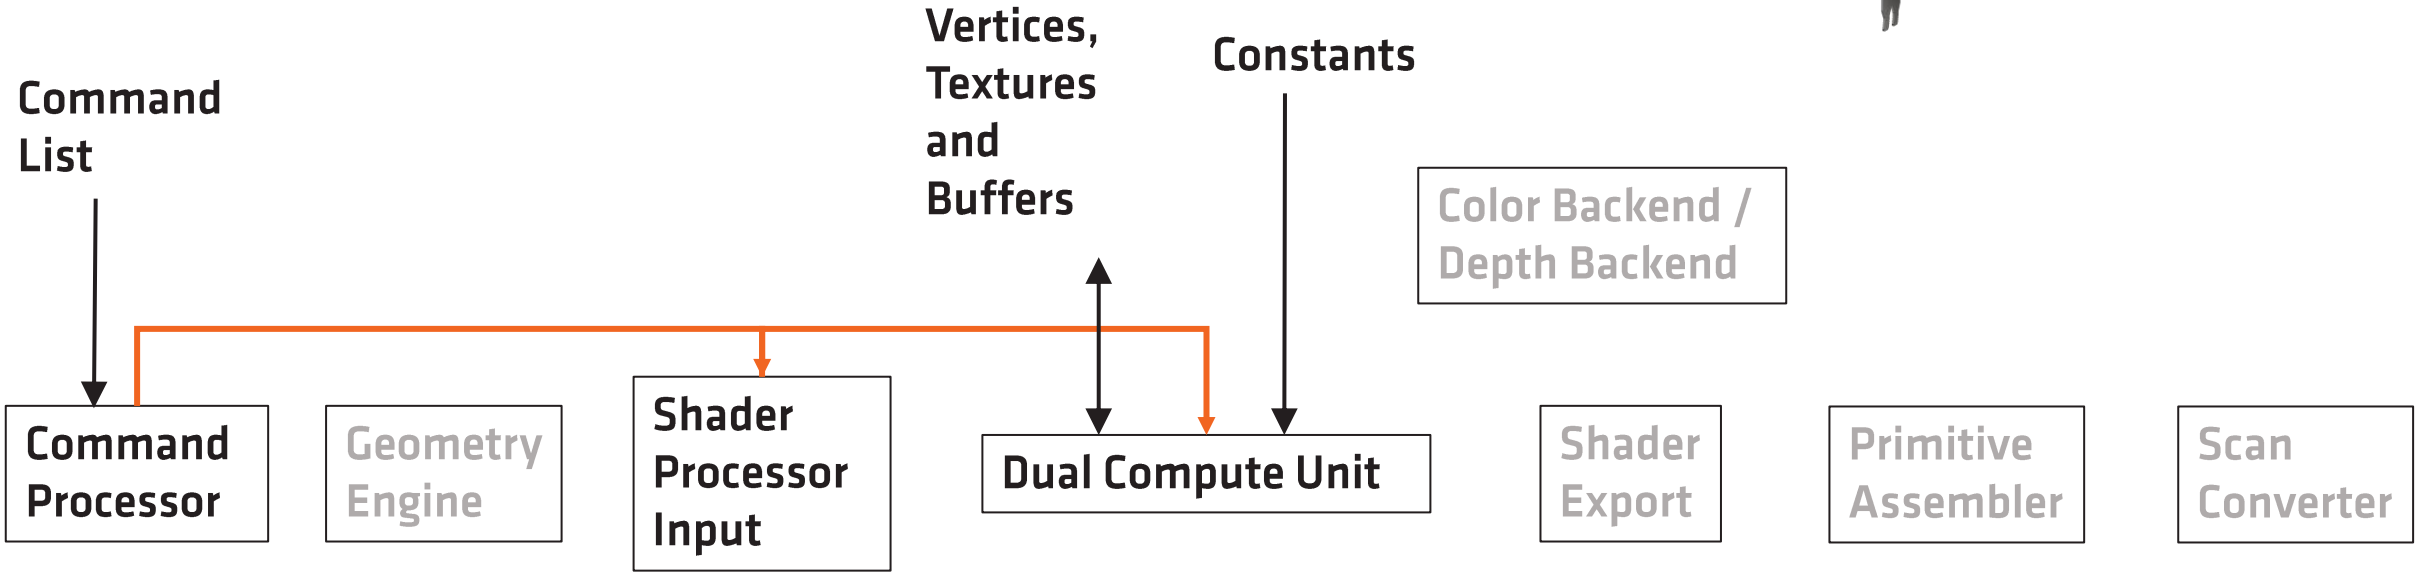 Command
List
Vertices,
Textures
and
Buffers
Constants
Color Backend /
Depth Backend
Command
Processor
Geometry
Engine
Shader
Processor
Input
Dual Compute Unit
Shader
Export
Primitive
Assembler
Scan
Converter